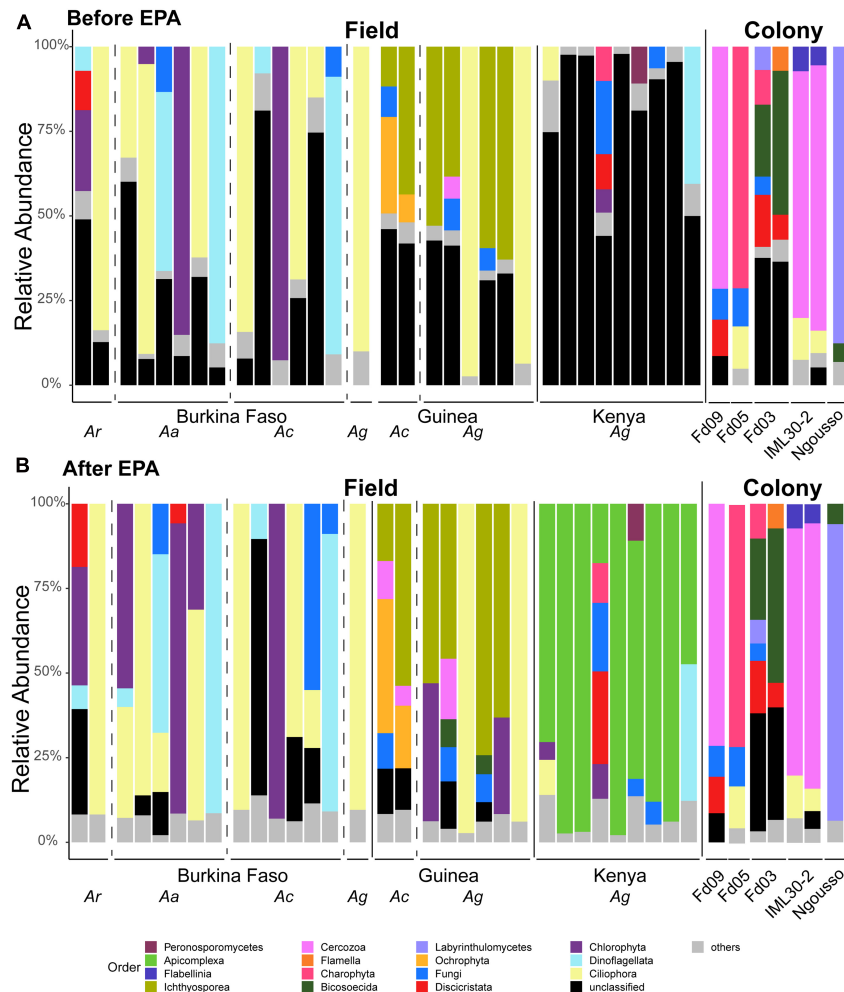 A Before EPA
Field
Colony
Relative Abundance
100%
75%
50%
25%
0%
Burkina Faso
Guinea
Kenya
Ar
Aa
Ac
Ag
Ac
Ag
Ag
Fd09
Fd05
Fd03
IML30-2
Ngousso
B After EPA
Field
Colony
Relative Abundance
100%
75%
50%
25%
0%
Burkina Faso
Guinea
Kenya
Ar
Aa
Ac
Ag
Ac
Ag
Ag
Fd09
Fd05
Fd03
IML30-2
Ngousso
Order
Peronosporomycetes
Apicomplexa
Flabellinia
Ichthyosporea
Cercozoa
Flamella
Charophyta
Bicosoecida
Labyrinthulomycetes
Ochrophyta
Fungi
Discicristata
Chlorophyta
Dinoflagellata
Ciliophora
unclassified
others